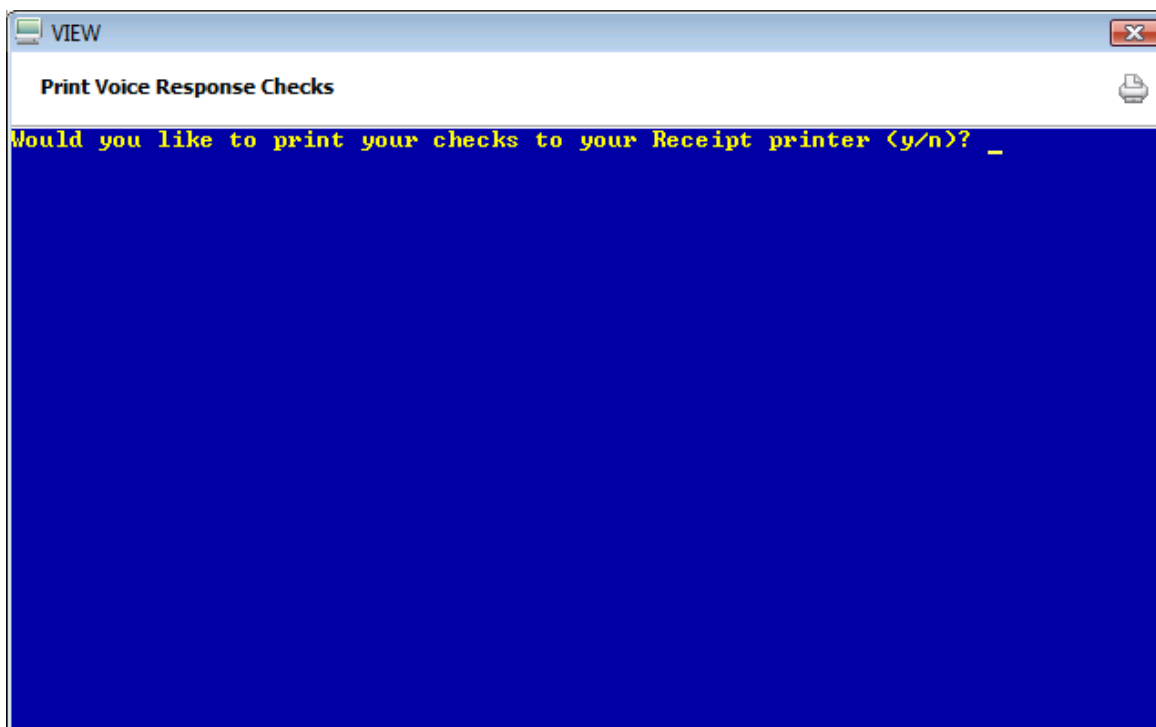 VIEW
Print Voice Response Checks
Would you like to print your checks to your Receipt printer (y/n)? _